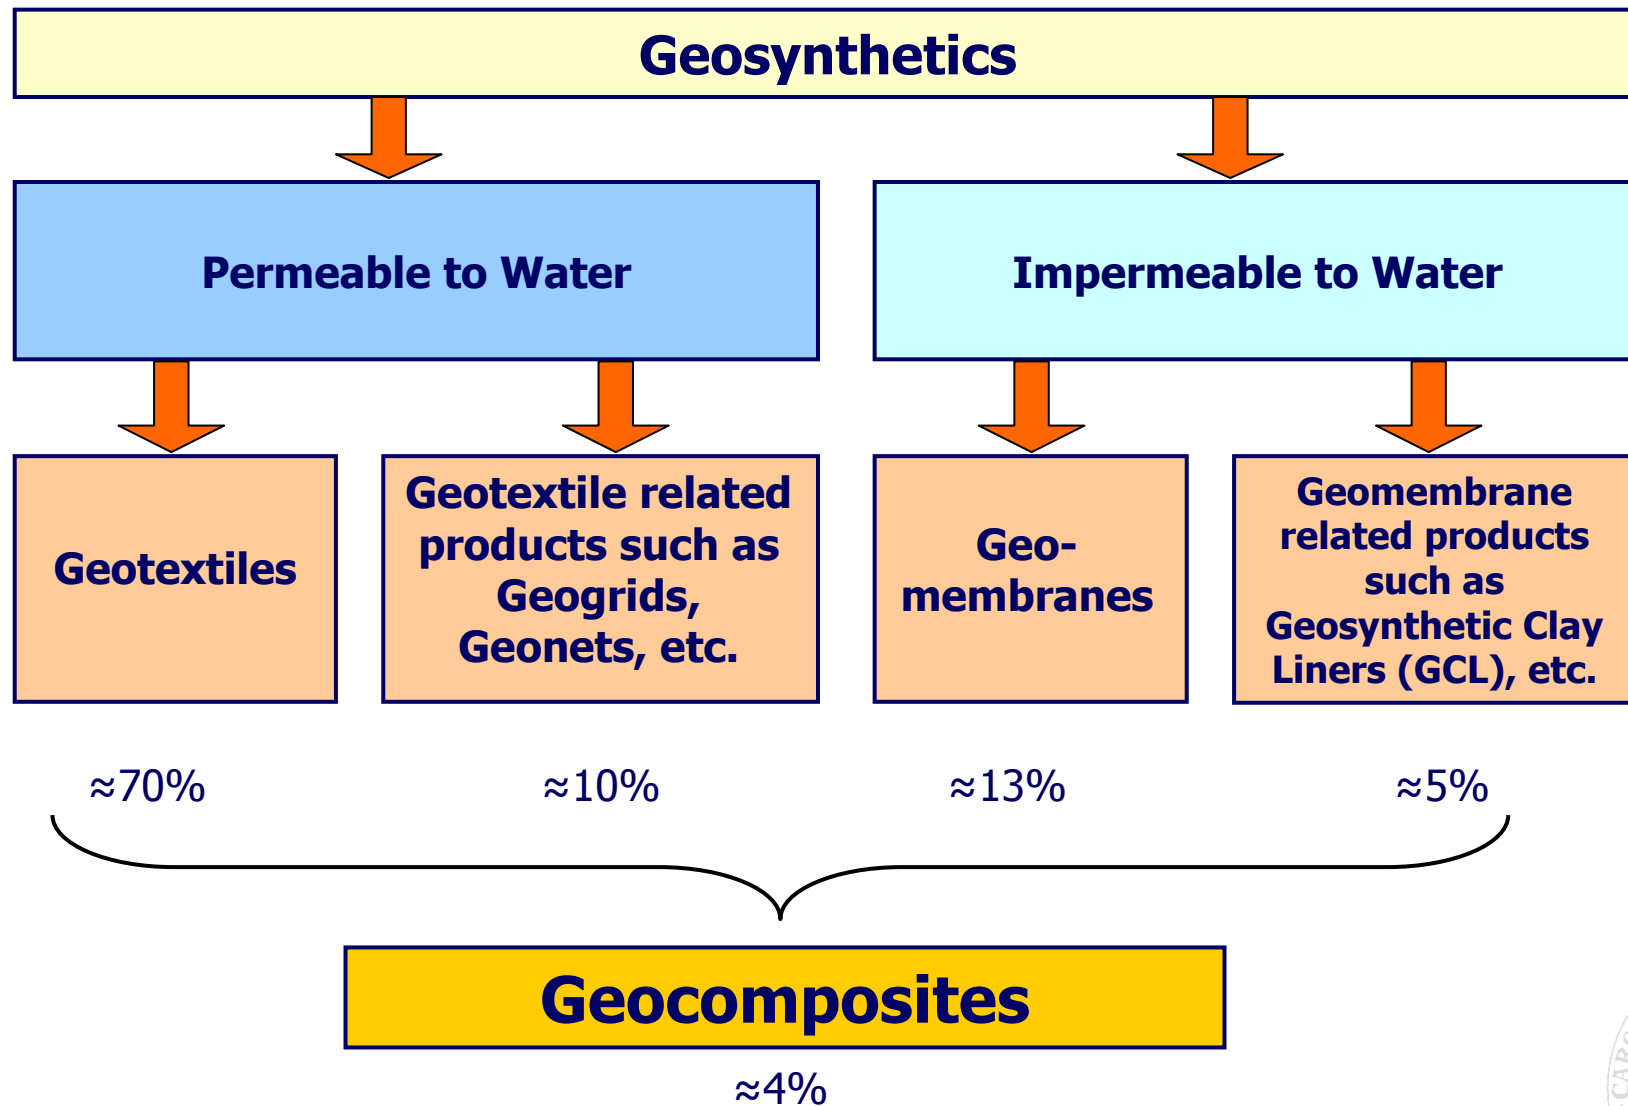 Geosynthetics
Permeable to Water
Impermeable to Water
Geotextiles
Geotextile related
products such as
Geogrids,
Geonets, etc.
Geo-
membranes
Geomembrane
related products
such as
Geosynthetic Clay
Liners (GCL), etc.
≈70%
≈10%
≈13%
≈5%
Geocomposites
≈4%